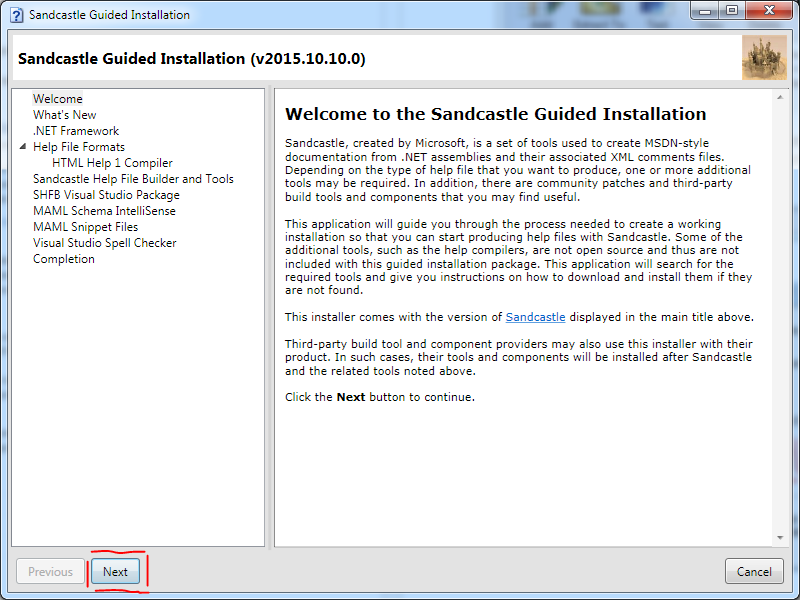 Sandcastle Guided Installation
Sandcastle Guided Installation (v2015.10.10.0)
Welcome
What's New
.NET Framework
Help File Formats
HTML Help 1 Compiler
Sandcastle Help File Builder and Tools
SHFB Visual Studio Package
MAML Schema IntelliSense
MAML Snippet Files
Visual Studio Spell Checker
Completion
Welcome to the Sandcastle Guided Installation
Sandcastle, created by Microsoft, is a set of tools used to create MSDN-style
documentation from .NET assemblies and their associated XML comments files.
Depending on the type of help file that you want to produce, one or more additional
tools may be required. In addition, there are community patches and third-party
build tools and components that you may find useful.
This application will guide you through the process needed to create a working
installation so that you can start producing help files with Sandcastle. Some of the
additional tools, such as the help compilers, are not open source and thus are not
included with this guided installation package. This application will search for the
required tools and give you instructions on how to download and install them if they
are not found.
This installer comes with the version of Sandcastle displayed in the main title above.
Third-party build tool and component providers may also use this installer with their
product. In such cases, their tools and components will be installed after Sandcastle
and the related tools noted above.
Click the Next button to continue.
Previous
Next
Cancel